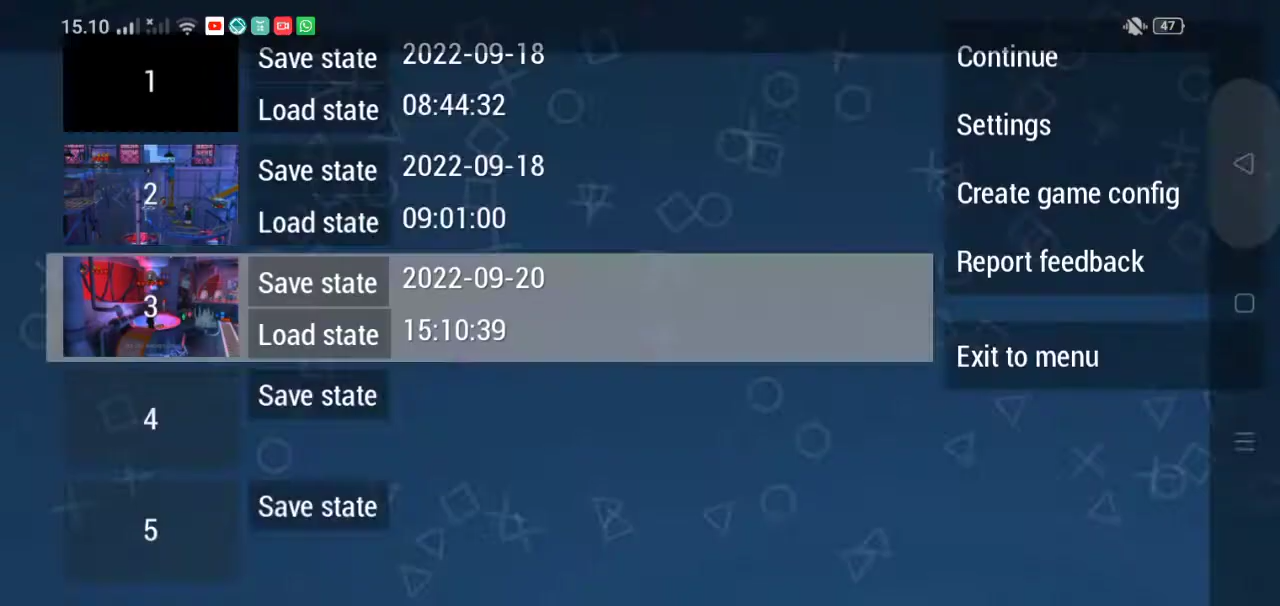 15.10
47
1
Save state
2022-09-18
Load state
08:44:32
2
Save state
2022-09-18
Load state
09:01:00
3
Save state
2022-09-20
Load state
15:10:39
4
Save state
5
Save state
Continue
Settings
Create game config
Report feedback
Exit to menu